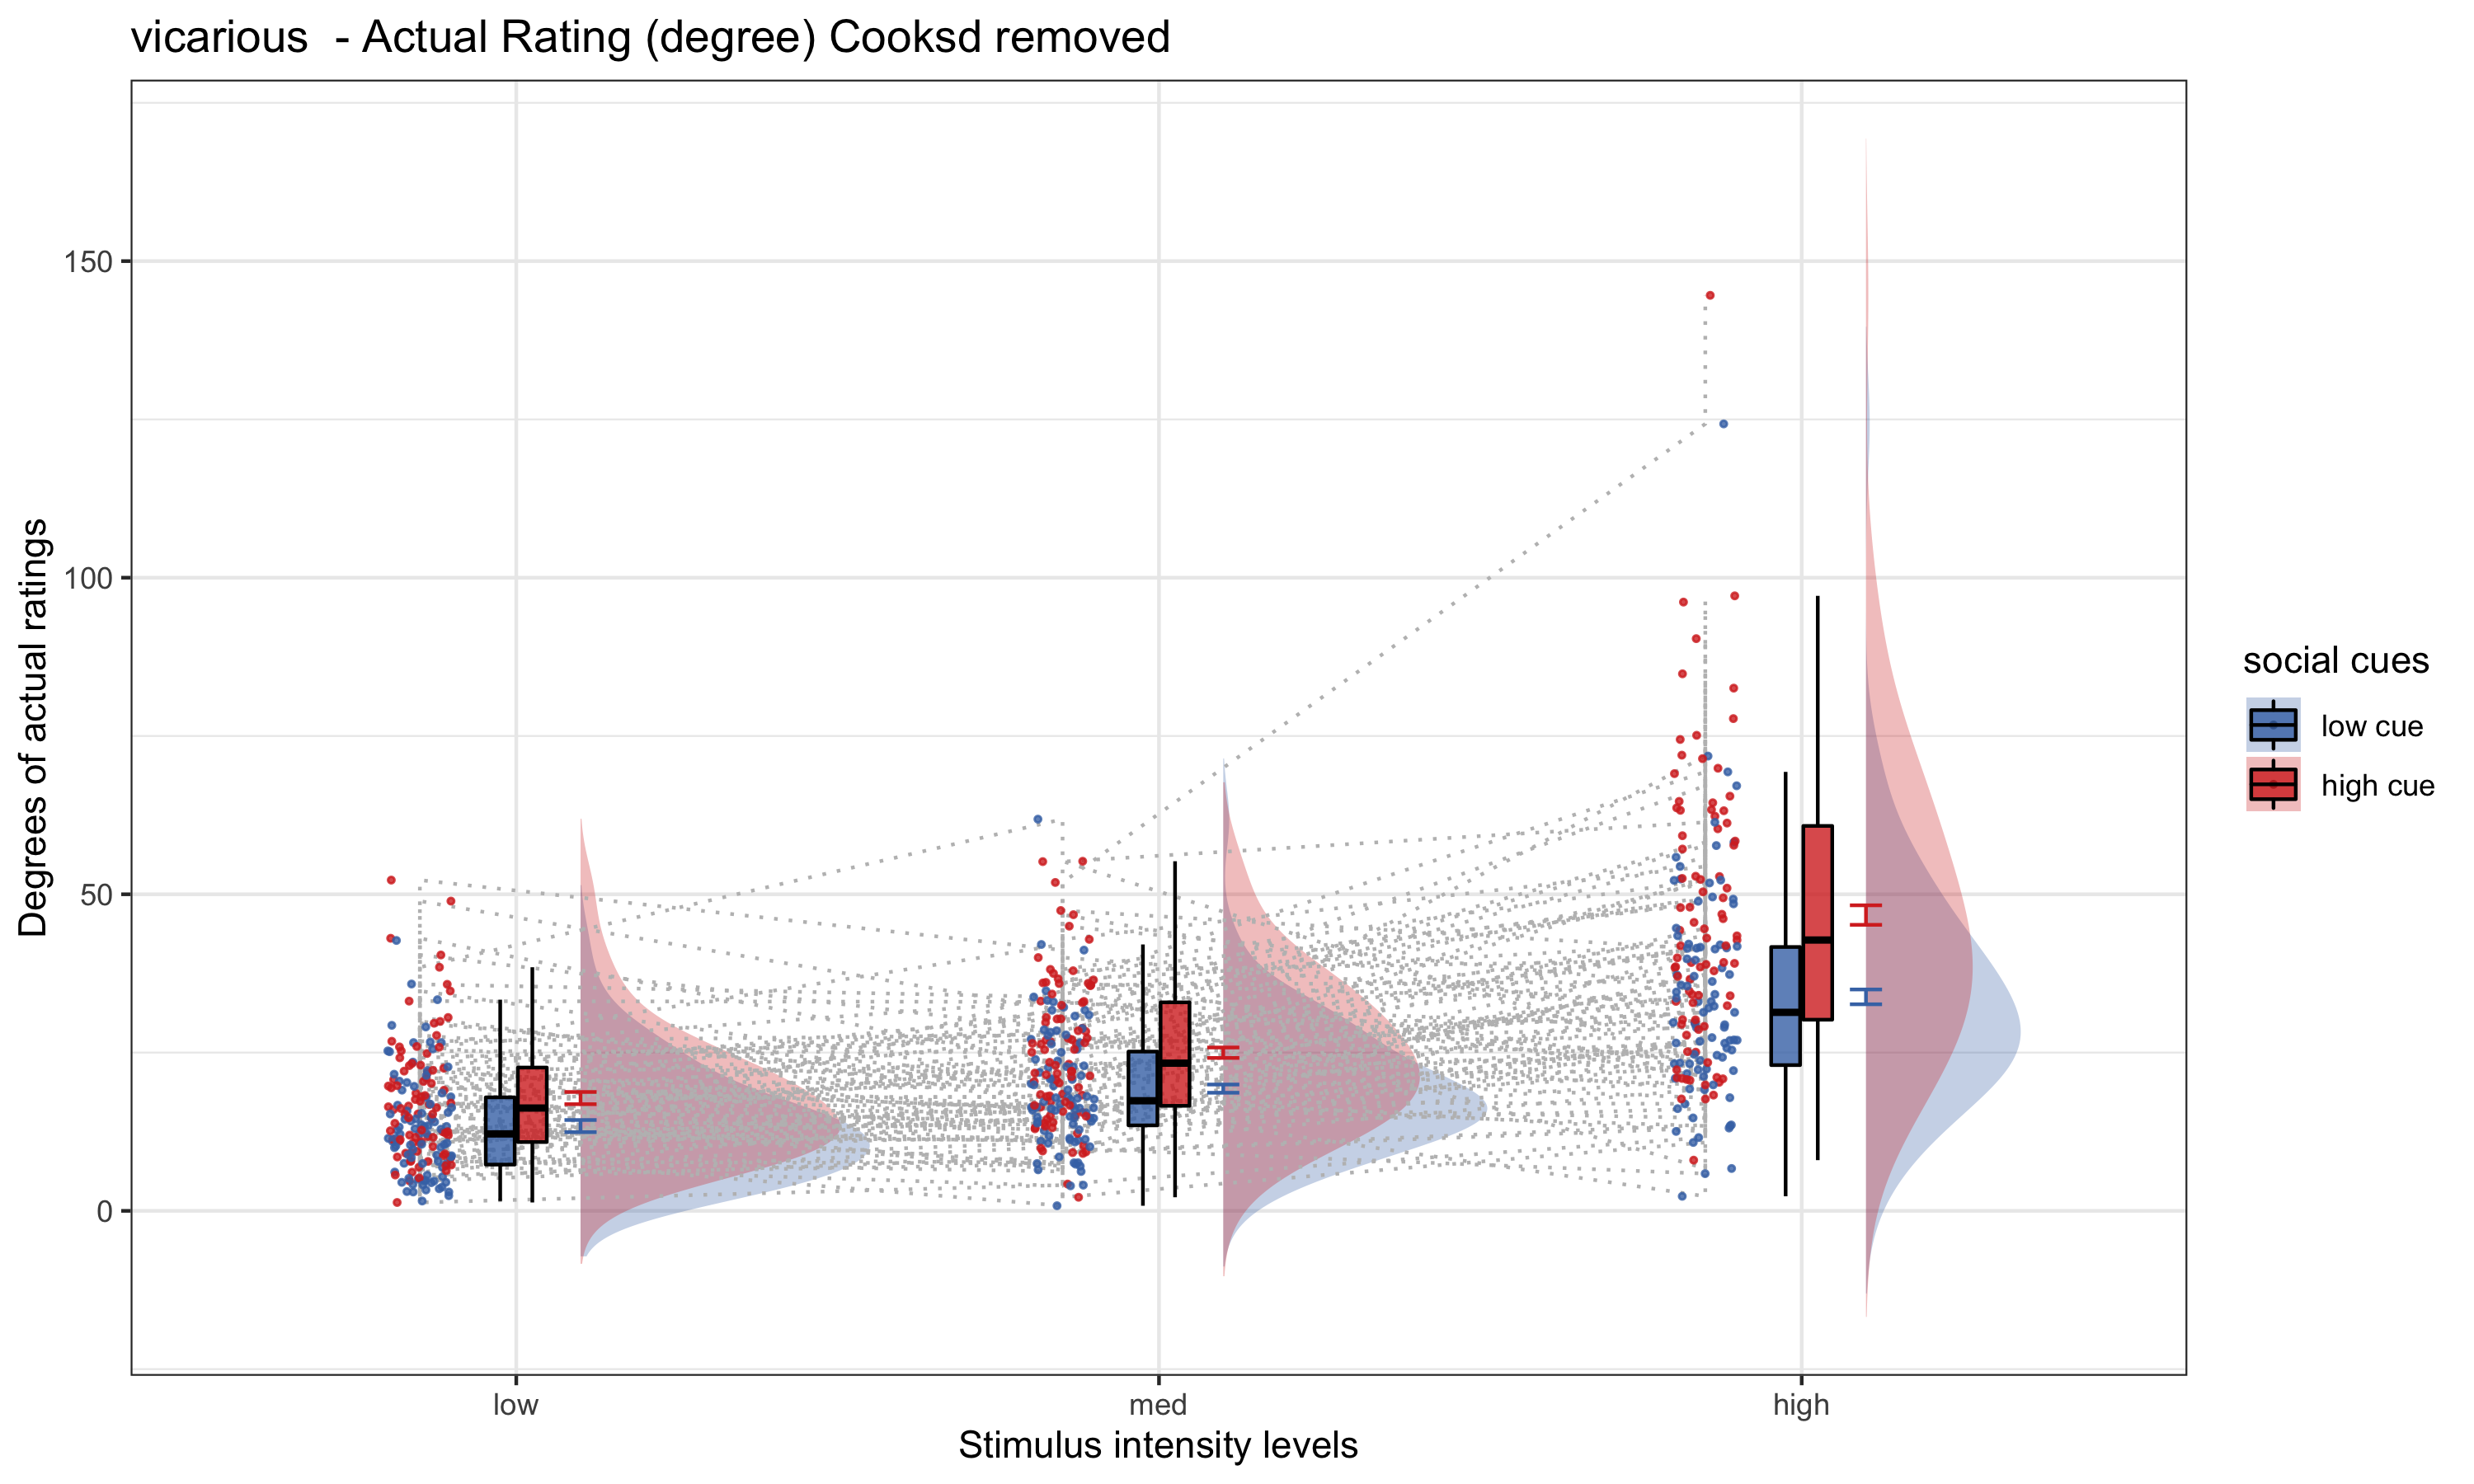 vicarious  - Actual Rating (degree) Cooksd removed
Degrees of actual ratings
150
100
50
0
low
med
high
Stimulus intensity levels
social cues
low cue
high cue